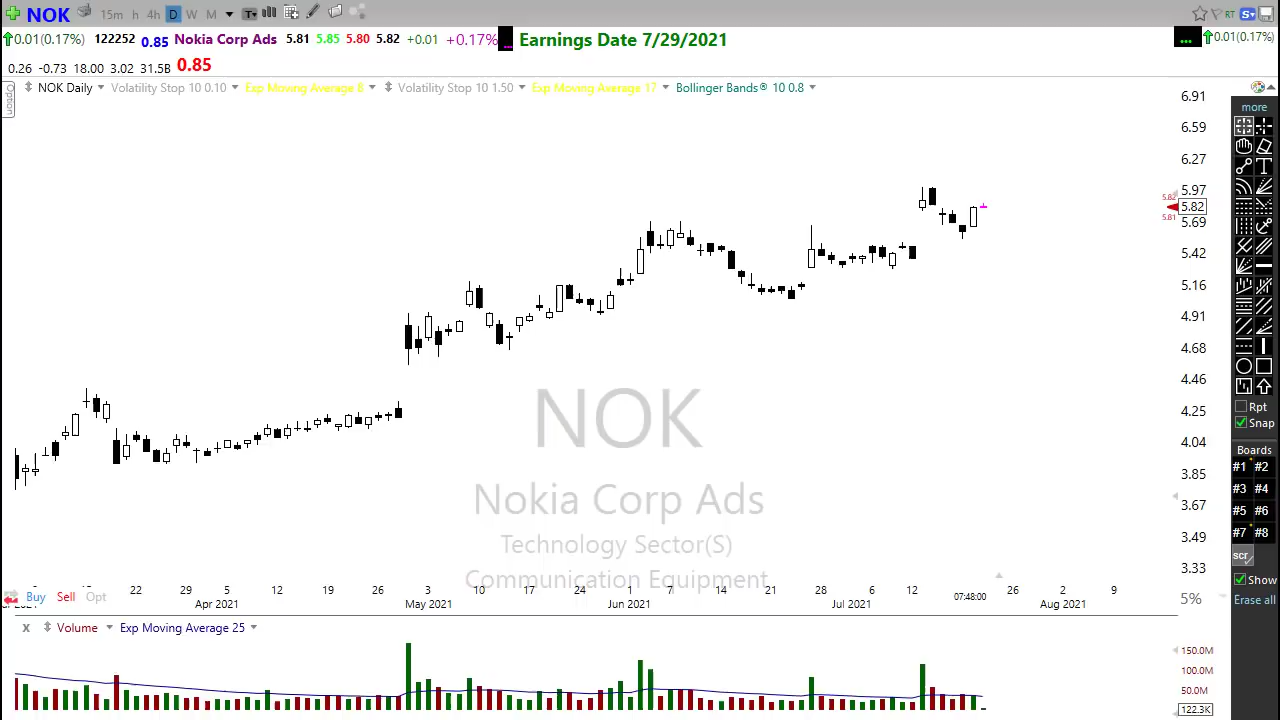 NOK 15m h 4h D W M T RT S
0.01(0.17%) 122252 0.85 Nokia Corp Ads 5.81 5.85 5.80 5.82 +0.01 +0.17% ... Earnings Date 7/29/2021 ... 0.01(0.17%)
0.26 -0.73 18.00 3.02 31.5B 0.85
Option NOK Daily Volatility Stop 10 0.10 Exp Moving Average 8 Volatility Stop 10 1.50 Exp Moving Average 17 Bollinger Bands® 10 0.8
6.91
6.59
6.27
5.97
5.82 5.82
5.81 5.69
5.42
5.16
4.91
4.68
4.46
4.25
4.04
3.85
3.67
3.49
3.33
more
T
Rpt
Snap
Boards
#1 #2
#3 #4
#5 #6
#7 #8
scr
Show
Erase all
NOK
Nokia Corp Ads
Technology Sector(S)
Communication Equipment
22 29 5 12 19 26 3 10 17 24 1 7 14 21 28 6 12 07:48:00 26 2 9
Buy Sell Opt Apr 2021 May 2021 Jun 2021 Jul 2021 Aug 2021 5%
x Volume Exp Moving Average 25
150.0M
100.0M
50.0M
122.3K